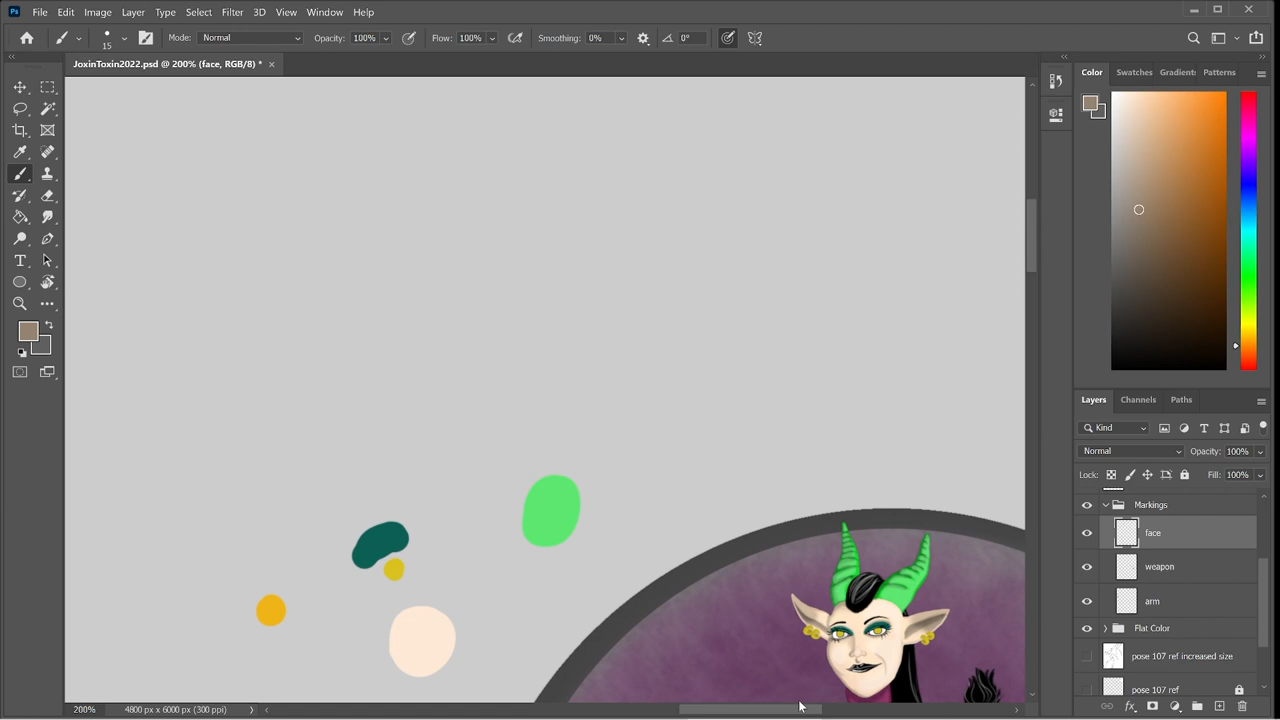 Ps File Edit Image Layer Type Select Filter 3D View Window Help
15 Mode: Normal Opacity: 100% Flow: 100% Smoothing: 0% 0°
JoxinToxin2022.psd @ 200% (face, RGB/8) *
Color Swatches Gradients Patterns
Layers Channels Paths
Kind
Normal Opacity: 100%
Lock: Fill: 100%
Markings
face
weapon
arm
Flat Color
pose 107 ref increased size
pose 107 ref
200% 4800 px x 6000 px (300 ppi)